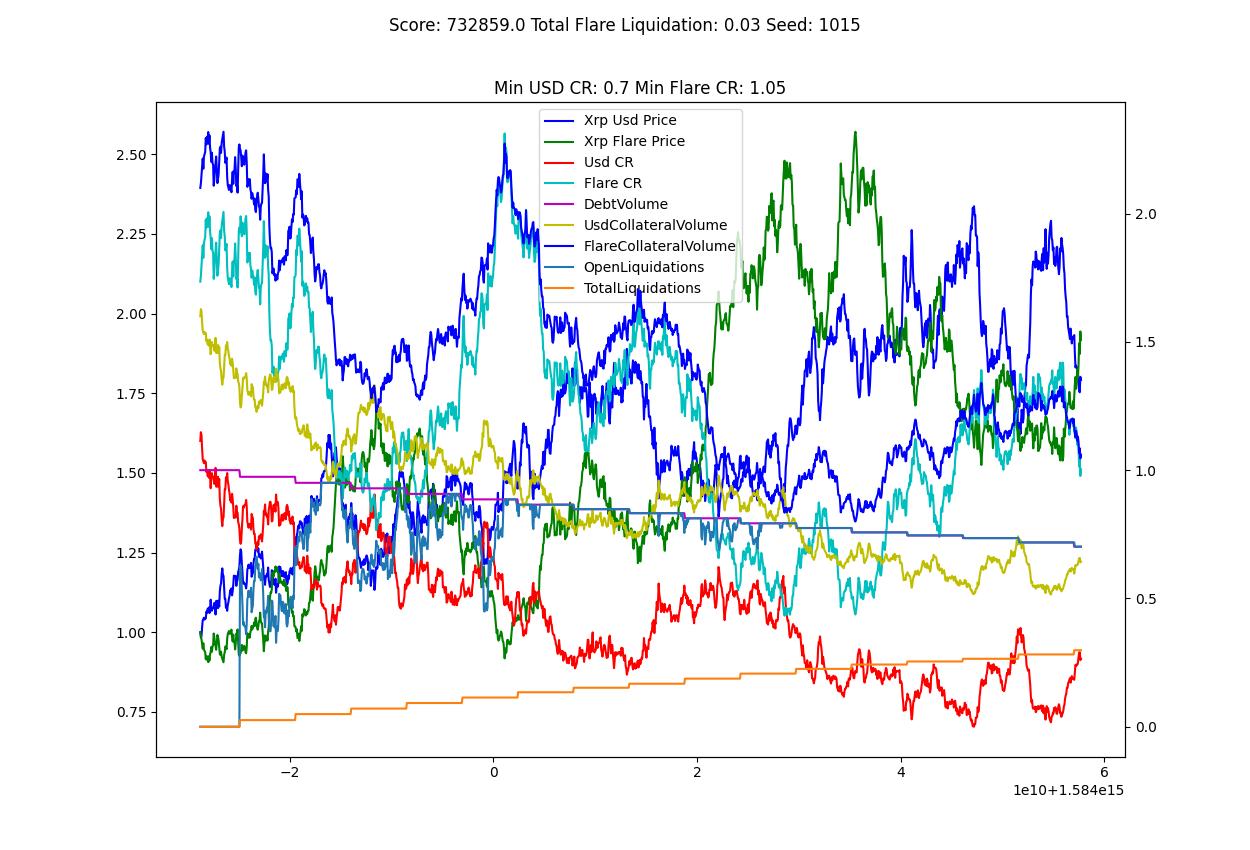 Score: 732859.0 Total Flare Liquidation: 0.03 Seed: 1015
Min USD CR: 0.7 Min Flare CR: 1.05
Xrp Usd Price
Xrp Flare Price
Usd CR
Flare CR
DebtVolume
UsdCollateralVolume
FlareCollateralVolume
OpenLiquidations
TotalLiquidations
2.50
2.25
2.00
1.75
1.50
1.25
1.00
0.75
2.0
1.5
1.0
0.5
0.0
−2 0 2 4 6
1e10+1.584e15